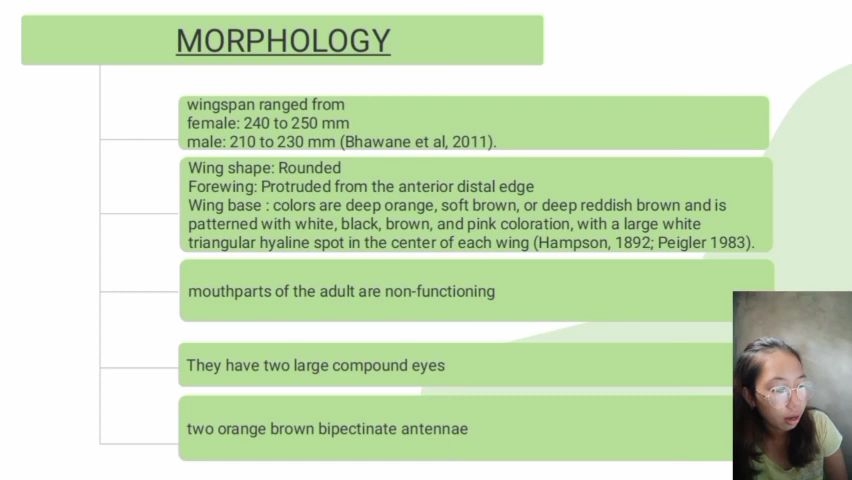 MORPHOLOGY
wingspan ranged from
female: 240 to 250 mm
male: 210 to 230 mm (Bhawane et al, 2011).
Wing shape: Rounded
Forewing: Protruded from the anterior distal edge
Wing base : colors are deep orange, soft brown, or deep reddish brown and is
patterned with white, black, brown, and pink coloration, with a large white
triangular hyaline spot in the center of each wing (Hampson, 1892; Peigler 1983).
mouthparts of the adult are non-functioning
They have two large compound eyes
two orange brown bipectinate antennae